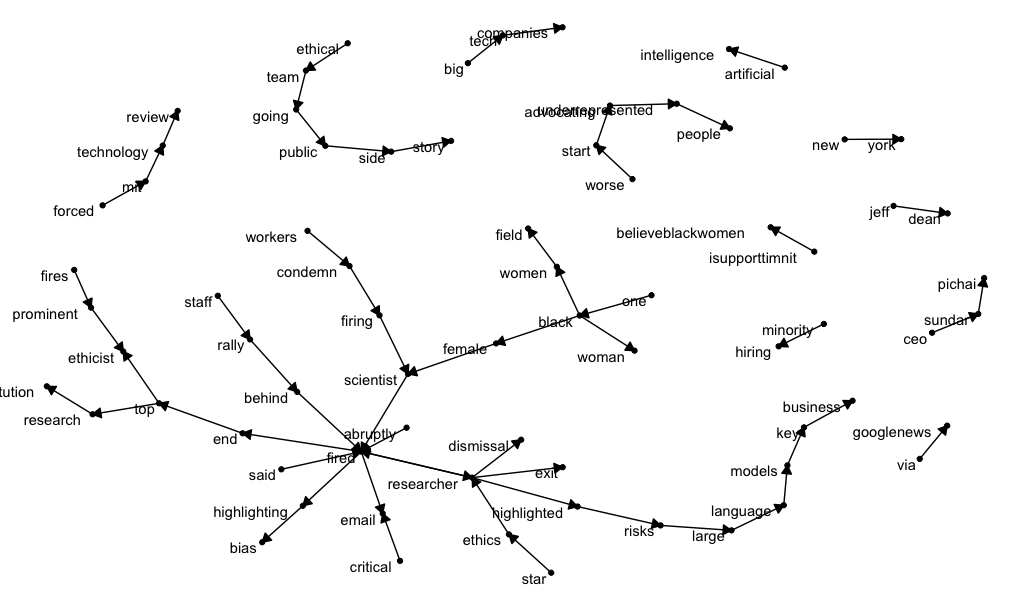 companies
tech
big
ethical
team
going
public
side
story
intelligence
artificial
review
technology
mit
forced
advocating
underrepresented
people
start
worse
new
york
jeff
dean
workers
condemn
firing
scientist
field
women
one
black
woman
female
believeblackwomen
isupporttimnit
pichai
sundar
ceo
minority
hiring
fires
prominent
ethicist
tution
research
top
end
staff
rally
behind
abruptly
fired
said
highlighting
bias
email
critical
researcher
dismissal
exit
highlighted
ethics
star
risks
large
language
models
key
business
googlenews
via